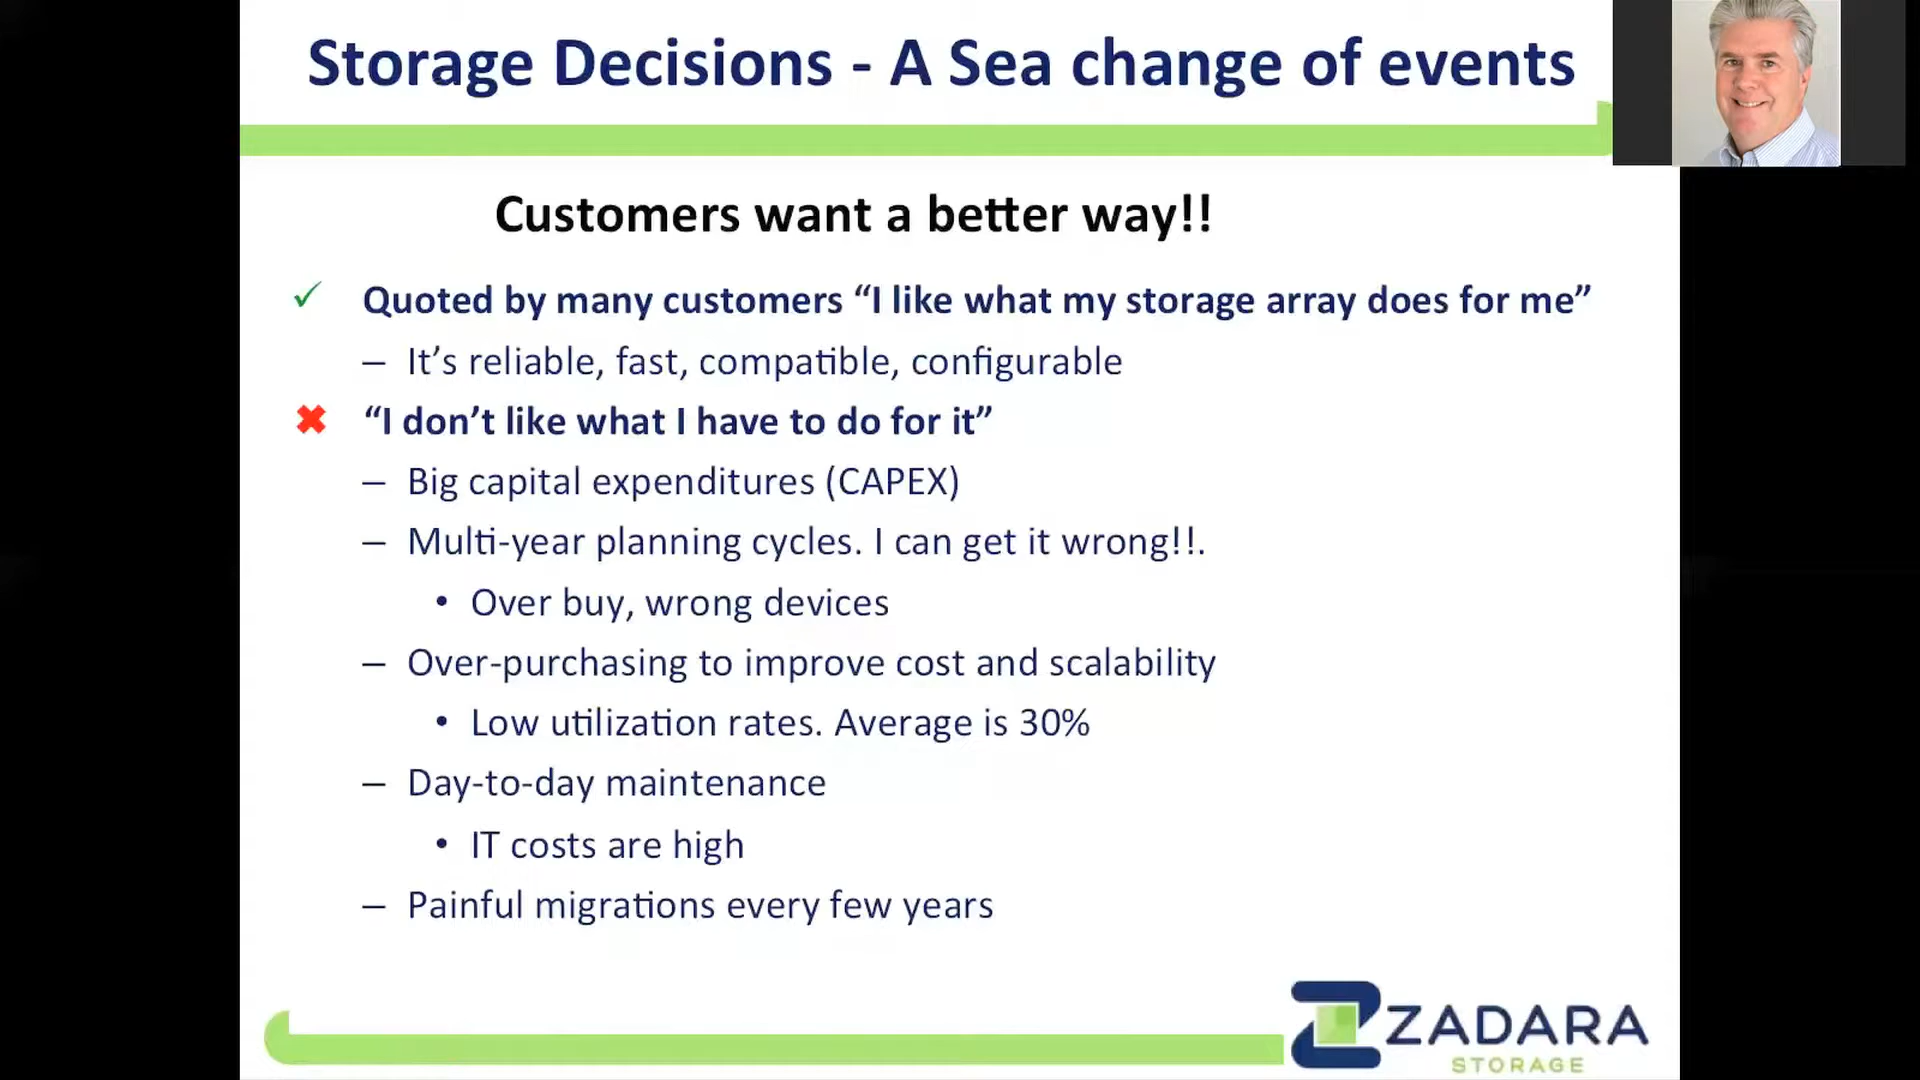 Storage Decisions - A Sea change of events
Customers want a better way!!
✓ Quoted by many customers “I like what my storage array does for me”
– It’s reliable, fast, compatible, configurable
✖ “I don’t like what I have to do for it”
– Big capital expenditures (CAPEX)
– Multi-year planning cycles. I can get it wrong!!.
• Over buy, wrong devices
– Over-purchasing to improve cost and scalability
• Low utilization rates. Average is 30%
– Day-to-day maintenance
• IT costs are high
– Painful migrations every few years
ZADARA
STORAGE